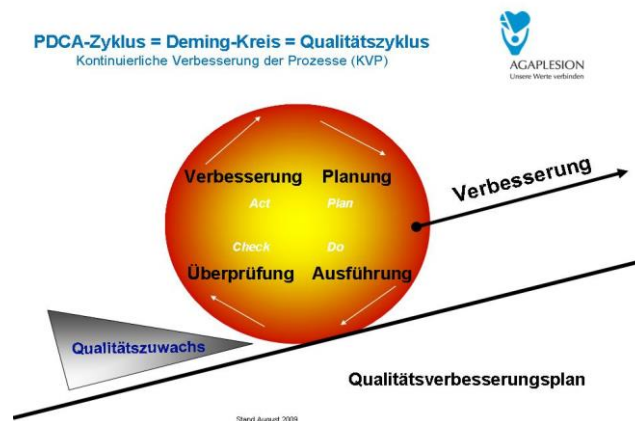 PDCA-Zyklus = Deming-Kreis = Qualitätszyklus
Kontinuierliche Verbesserung der Prozesse (KVP)
AGAPLESION
Unsere Werte verbinden
Verbesserung Planung
Act Plan
Check Do
Überprüfung Ausführung
Verbesserung
Qualitätszuwachs
Qualitätsverbesserungsplan
Stand August 2009